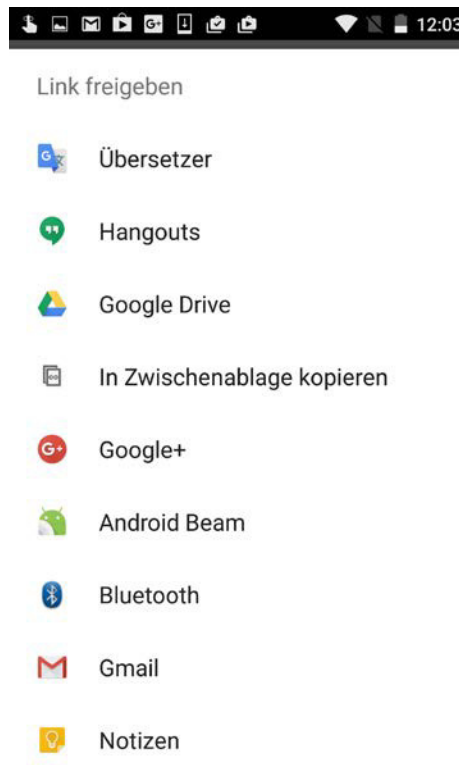 12:03
Link freigeben
Übersetzer
Hangouts
Google Drive
In Zwischenablage kopieren
Google+
Android Beam
Bluetooth
Gmail
Notizen